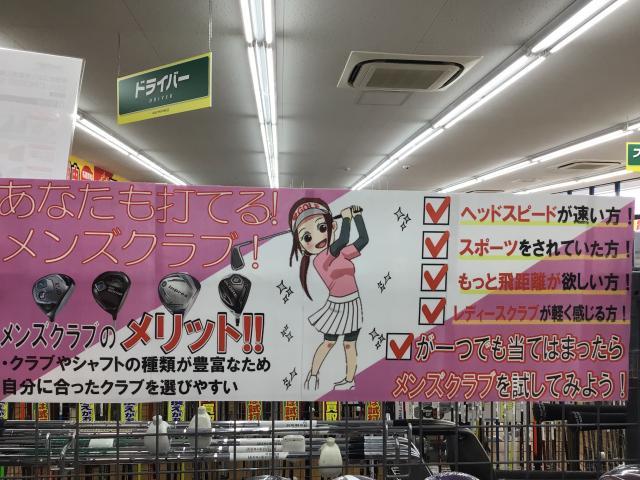 ドライバー
DRIVER
あなたも打てる!
メンズクラブ!
メンズクラブのメリット!!
・クラブやシャフトの種類が豊富なため
自分に合ったクラブを選びやすい
ヘッドスピードが速い方!
スポーツをされていた方!
もっと飛距離が欲しい方!
レディースクラブが軽く感じる方!
が一つでも当てはまったら
メンズクラブを試してみよう!